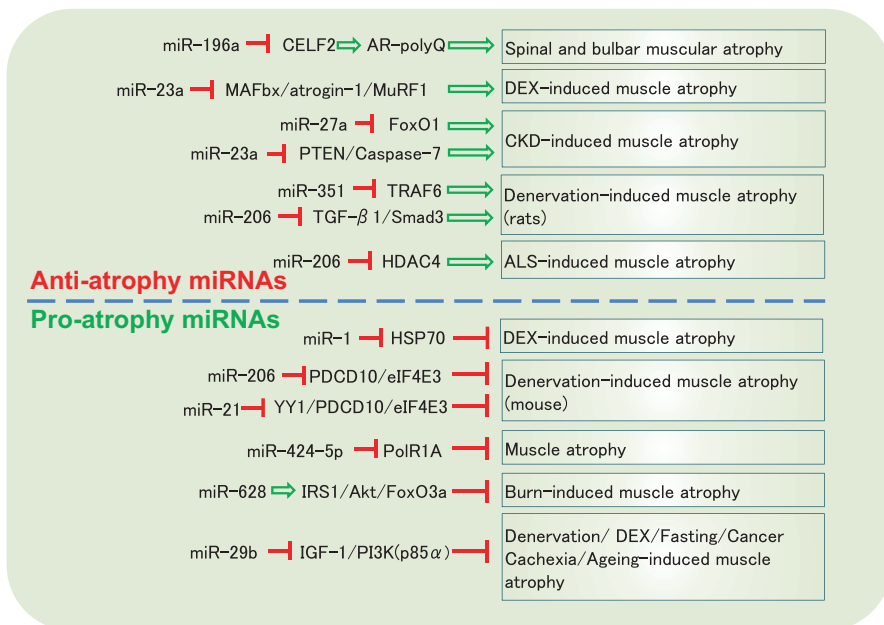 miR-196a CELF2 AR-polyQ Spinal and bulbar muscular atrophy
miR-23a MAFbx/atrogin-1/MuRF1 DEX-induced muscle atrophy
miR-27a FoxO1
CKD-induced muscle atrophy
miR-23a PTEN/Caspase-7
miR-351 TRAF6
Denervation-induced muscle atrophy
(rats)
miR-206 TGF-β1/Smad3
miR-206 HDAC4 ALS-induced muscle atrophy
Anti-atrophy miRNAs
Pro-atrophy miRNAs
miR-1 HSP70 DEX-induced muscle atrophy
miR-206 PDCD10/eIF4E3
Denervation-induced muscle atrophy
(mouse)
miR-21 YY1/PDCD10/eIF4E3
miR-424-5p PolR1A Muscle atrophy
miR-628 IRS1/Akt/FoxO3a Burn-induced muscle atrophy
miR-29b IGF-1/PI3K(p85α)
Denervation/ DEX/Fasting/Cancer
Cachexia/Ageing-induced muscle
atrophy